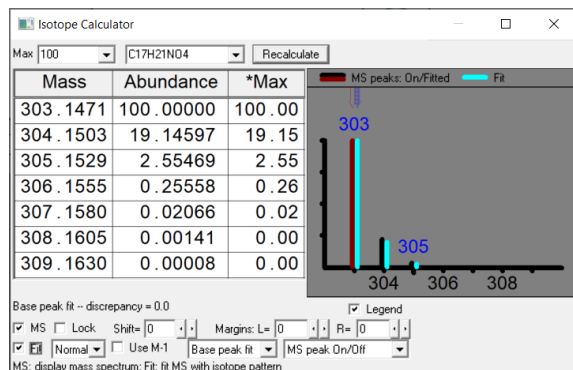 Isotope Calculator
Max 100 C17H21NO4 Recalculate
Mass Abundance *Max
303.1471 100.00000 100.00
304.1503 19.14597 19.15
305.1529 2.55469 2.55
306.1555 0.25558 0.26
307.1580 0.02066 0.02
308.1605 0.00141 0.00
309.1630 0.00008 0.00
MS peaks: On/Fitted Fit
303
305
304 306 308
Base peak fit -- discrepancy = 0.0
Legend
MS Lock Shift= 0 Margins: L= 0 R= 0
Fit Normal Use M-1 Base peak fit MS peak On/Off
MS: display mass spectrum; Fit: fit MS with isotope pattern